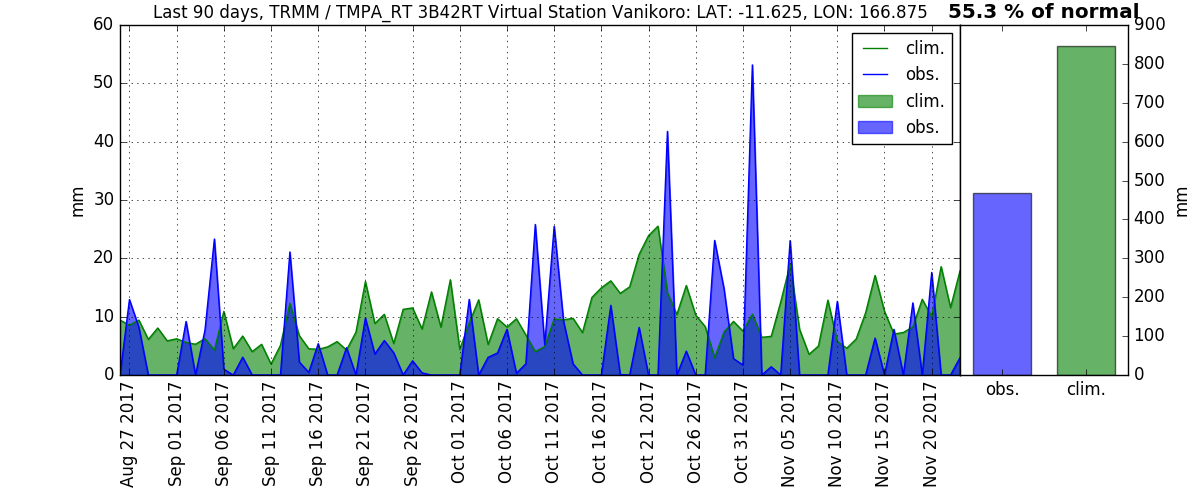 Last 90 days, TRMM / TMPA_RT 3B42RT Virtual Station Vanikoro: LAT: -11.625, LON: 166.875
55.3 % of normal
60
50
40
30
20
10
0
mm
clim.
obs.
clim.
obs.
900
800
700
600
500
400
300
200
100
0
mm
Aug 27 2017
Sep 01 2017
Sep 06 2017
Sep 11 2017
Sep 16 2017
Sep 21 2017
Sep 26 2017
Oct 01 2017
Oct 06 2017
Oct 11 2017
Oct 16 2017
Oct 21 2017
Oct 26 2017
Oct 31 2017
Nov 05 2017
Nov 10 2017
Nov 15 2017
Nov 20 2017
obs.
clim.